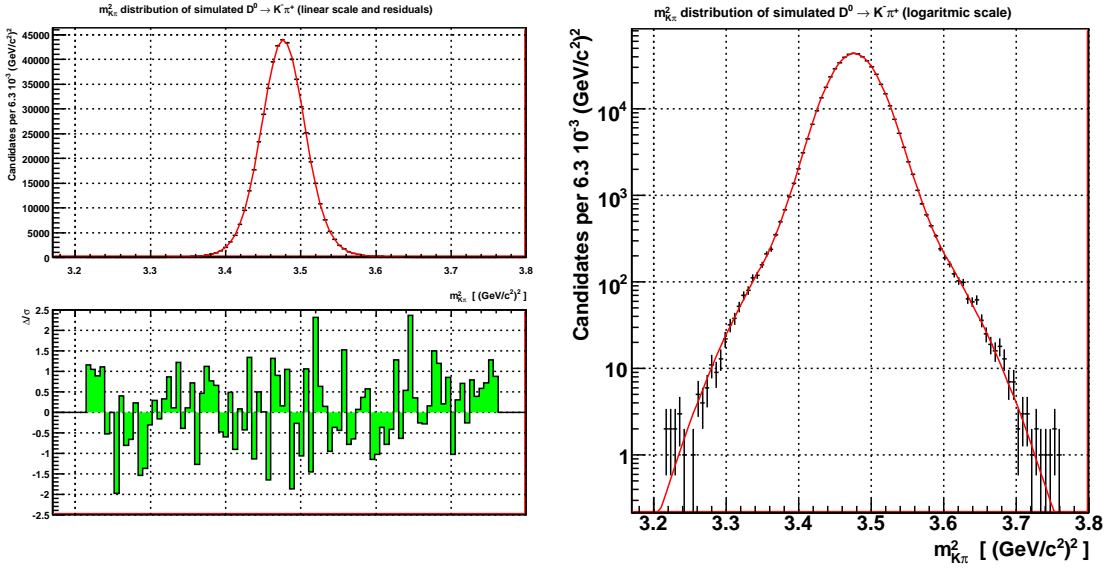 m²Kπ distribution of simulated D⁰ → K⁻π⁺ (linear scale and residuals)
Candidates per 6.3 10⁻³ (GeV/c²)²
45000
40000
35000
30000
25000
20000
15000
10000
5000
0
3.2 3.3 3.4 3.5 3.6 3.7 3.8
m²Kπ [ (GeV/c²)² ]
Δ/σ
2.5
2
1.5
1
0.5
0
-0.5
-1
-1.5
-2
-2.5
m²Kπ distribution of simulated D⁰ → K⁻π⁺ (logaritmic scale)
Candidates per 6.3 10⁻³ (GeV/c²)²
10⁴
10³
10²
10
1
3.2 3.3 3.4 3.5 3.6 3.7 3.8
m²Kπ [ (GeV/c²)² ]